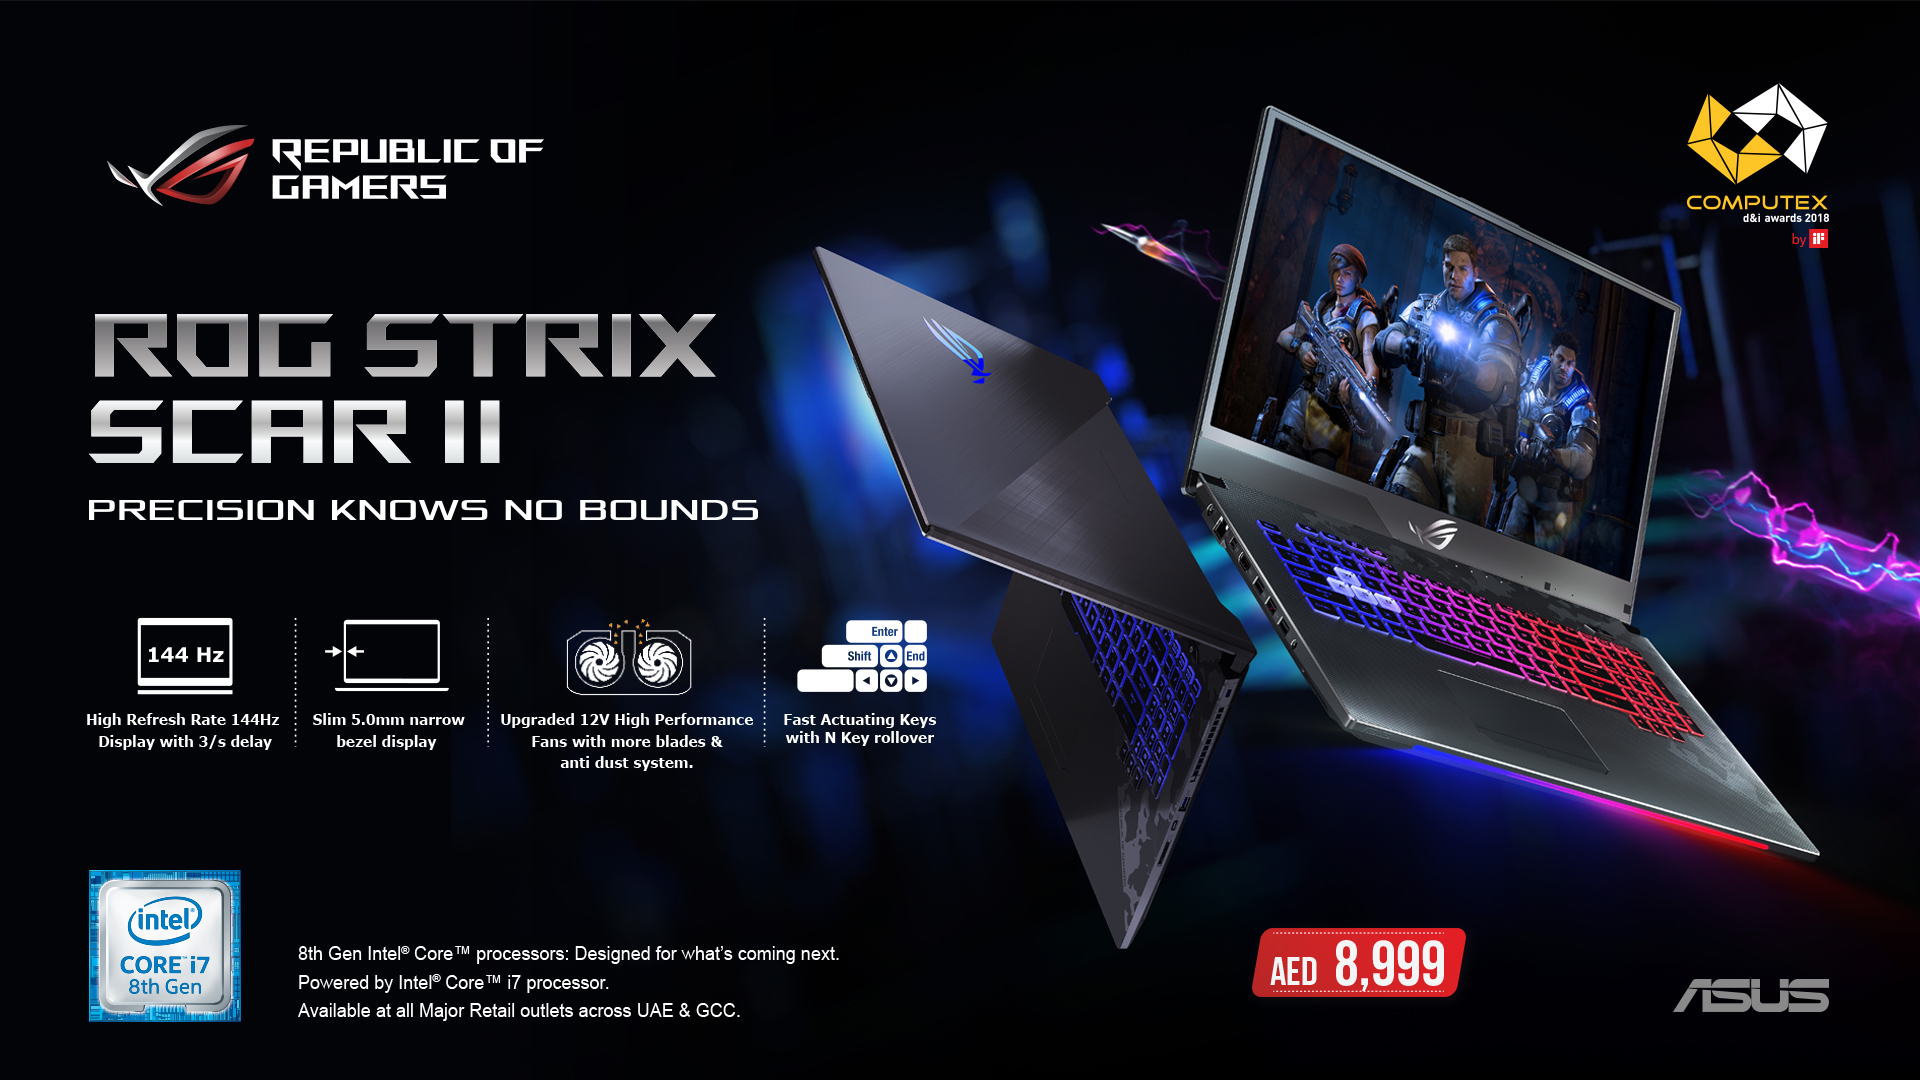 REPUBLIC OF
GAMERS
COMPUTEX
d&i awards 2018
by iF
ROG STRIX
SCAR II
PRECISION KNOWS NO BOUNDS
144 Hz
High Refresh Rate 144Hz
Display with 3/s delay
Slim 5.0mm narrow
bezel display
Upgraded 12V High Performance
Fans with more blades &
anti dust system.
Enter
Shift
End
Fast Actuating Keys
with N Key rollover
intel®
CORE™ i7
8th Gen
8th Gen Intel® Core™ processors: Designed for what's coming next.
Powered by Intel® Core™ i7 processor.
Available at all Major Retail outlets across UAE & GCC.
AED 8,999
ASUS